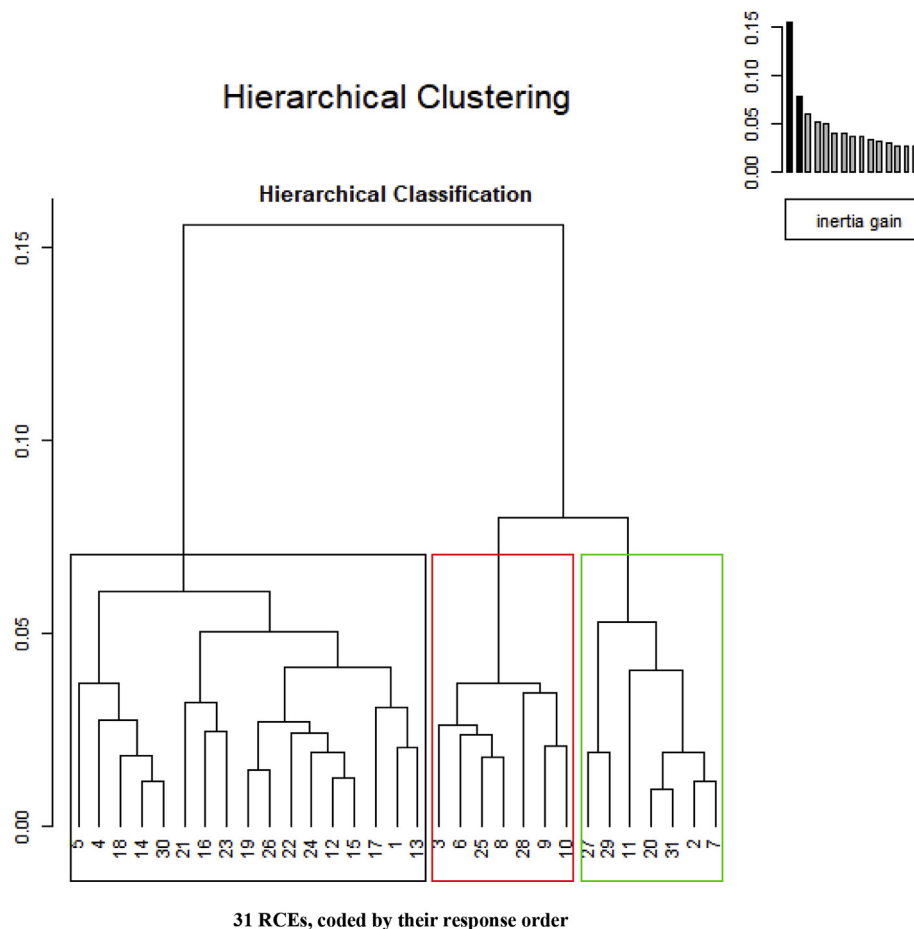 Hierarchical Clustering
0.15
0.10
0.05
0.00
inertia gain
Hierarchical Classification
0.15
0.10
0.05
0.00
5 4 18 14 30 21 16 23 19 26 22 24 12 15 17 1 13 3 6 25 8 28 9 10 27 29 11 20 31 2 7
31 RCEs, coded by their response order